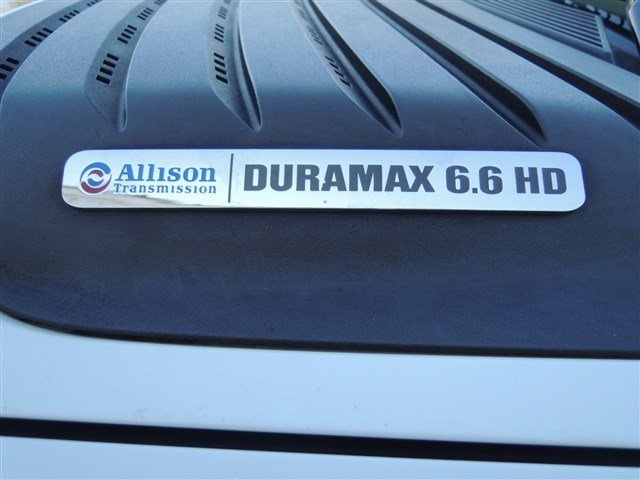 Allison
Transmission
DURAMAX 6.6 HD